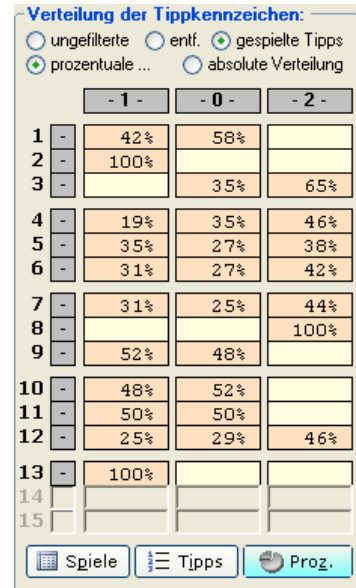 Verteilung der Tippkennzeichen:
ungefilterte entf. gespielte Tipps
prozentuale ... absolute Verteilung
- 1 - - 0 - - 2 -
1 - 42% 58%
2 - 100%
3 - 35% 65%
4 - 19% 35% 46%
5 - 35% 27% 38%
6 - 31% 27% 42%
7 - 31% 25% 44%
8 - 100%
9 - 52% 48%
10 - 48% 52%
11 - 50% 50%
12 - 25% 29% 46%
13 - 100%
14
15
Spiele Tipps Proz.